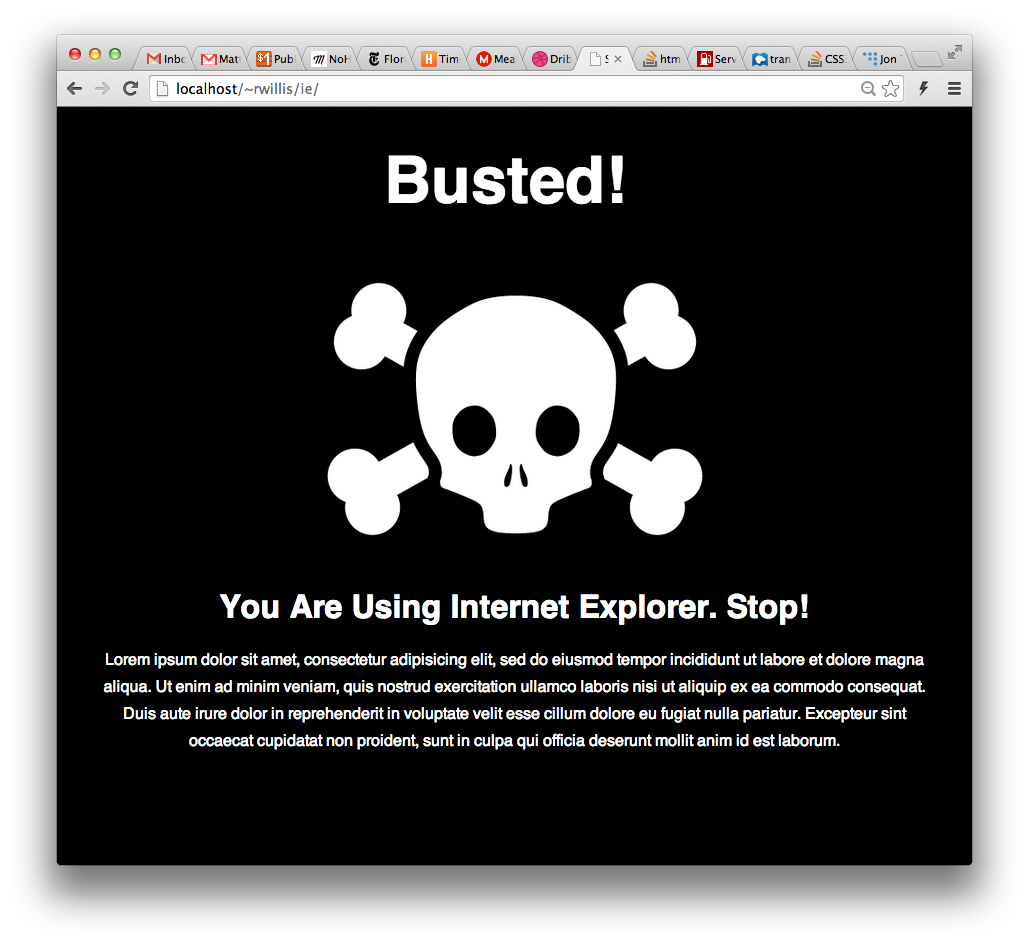 Inbc Mat Pub NoH Flor Tim Mea Drib S htm Serv tran CSS Jon
localhost/~rwillis/ie/
Busted!
You Are Using Internet Explorer. Stop!
Lorem ipsum dolor sit amet, consectetur adipisicing elit, sed do eiusmod tempor incididunt ut labore et dolore magna
aliqua. Ut enim ad minim veniam, quis nostrud exercitation ullamco laboris nisi ut aliquip ex ea commodo consequat.
Duis aute irure dolor in reprehenderit in voluptate velit esse cillum dolore eu fugiat nulla pariatur. Excepteur sint
occaecat cupidatat non proident, sunt in culpa qui officia deserunt mollit anim id est laborum.